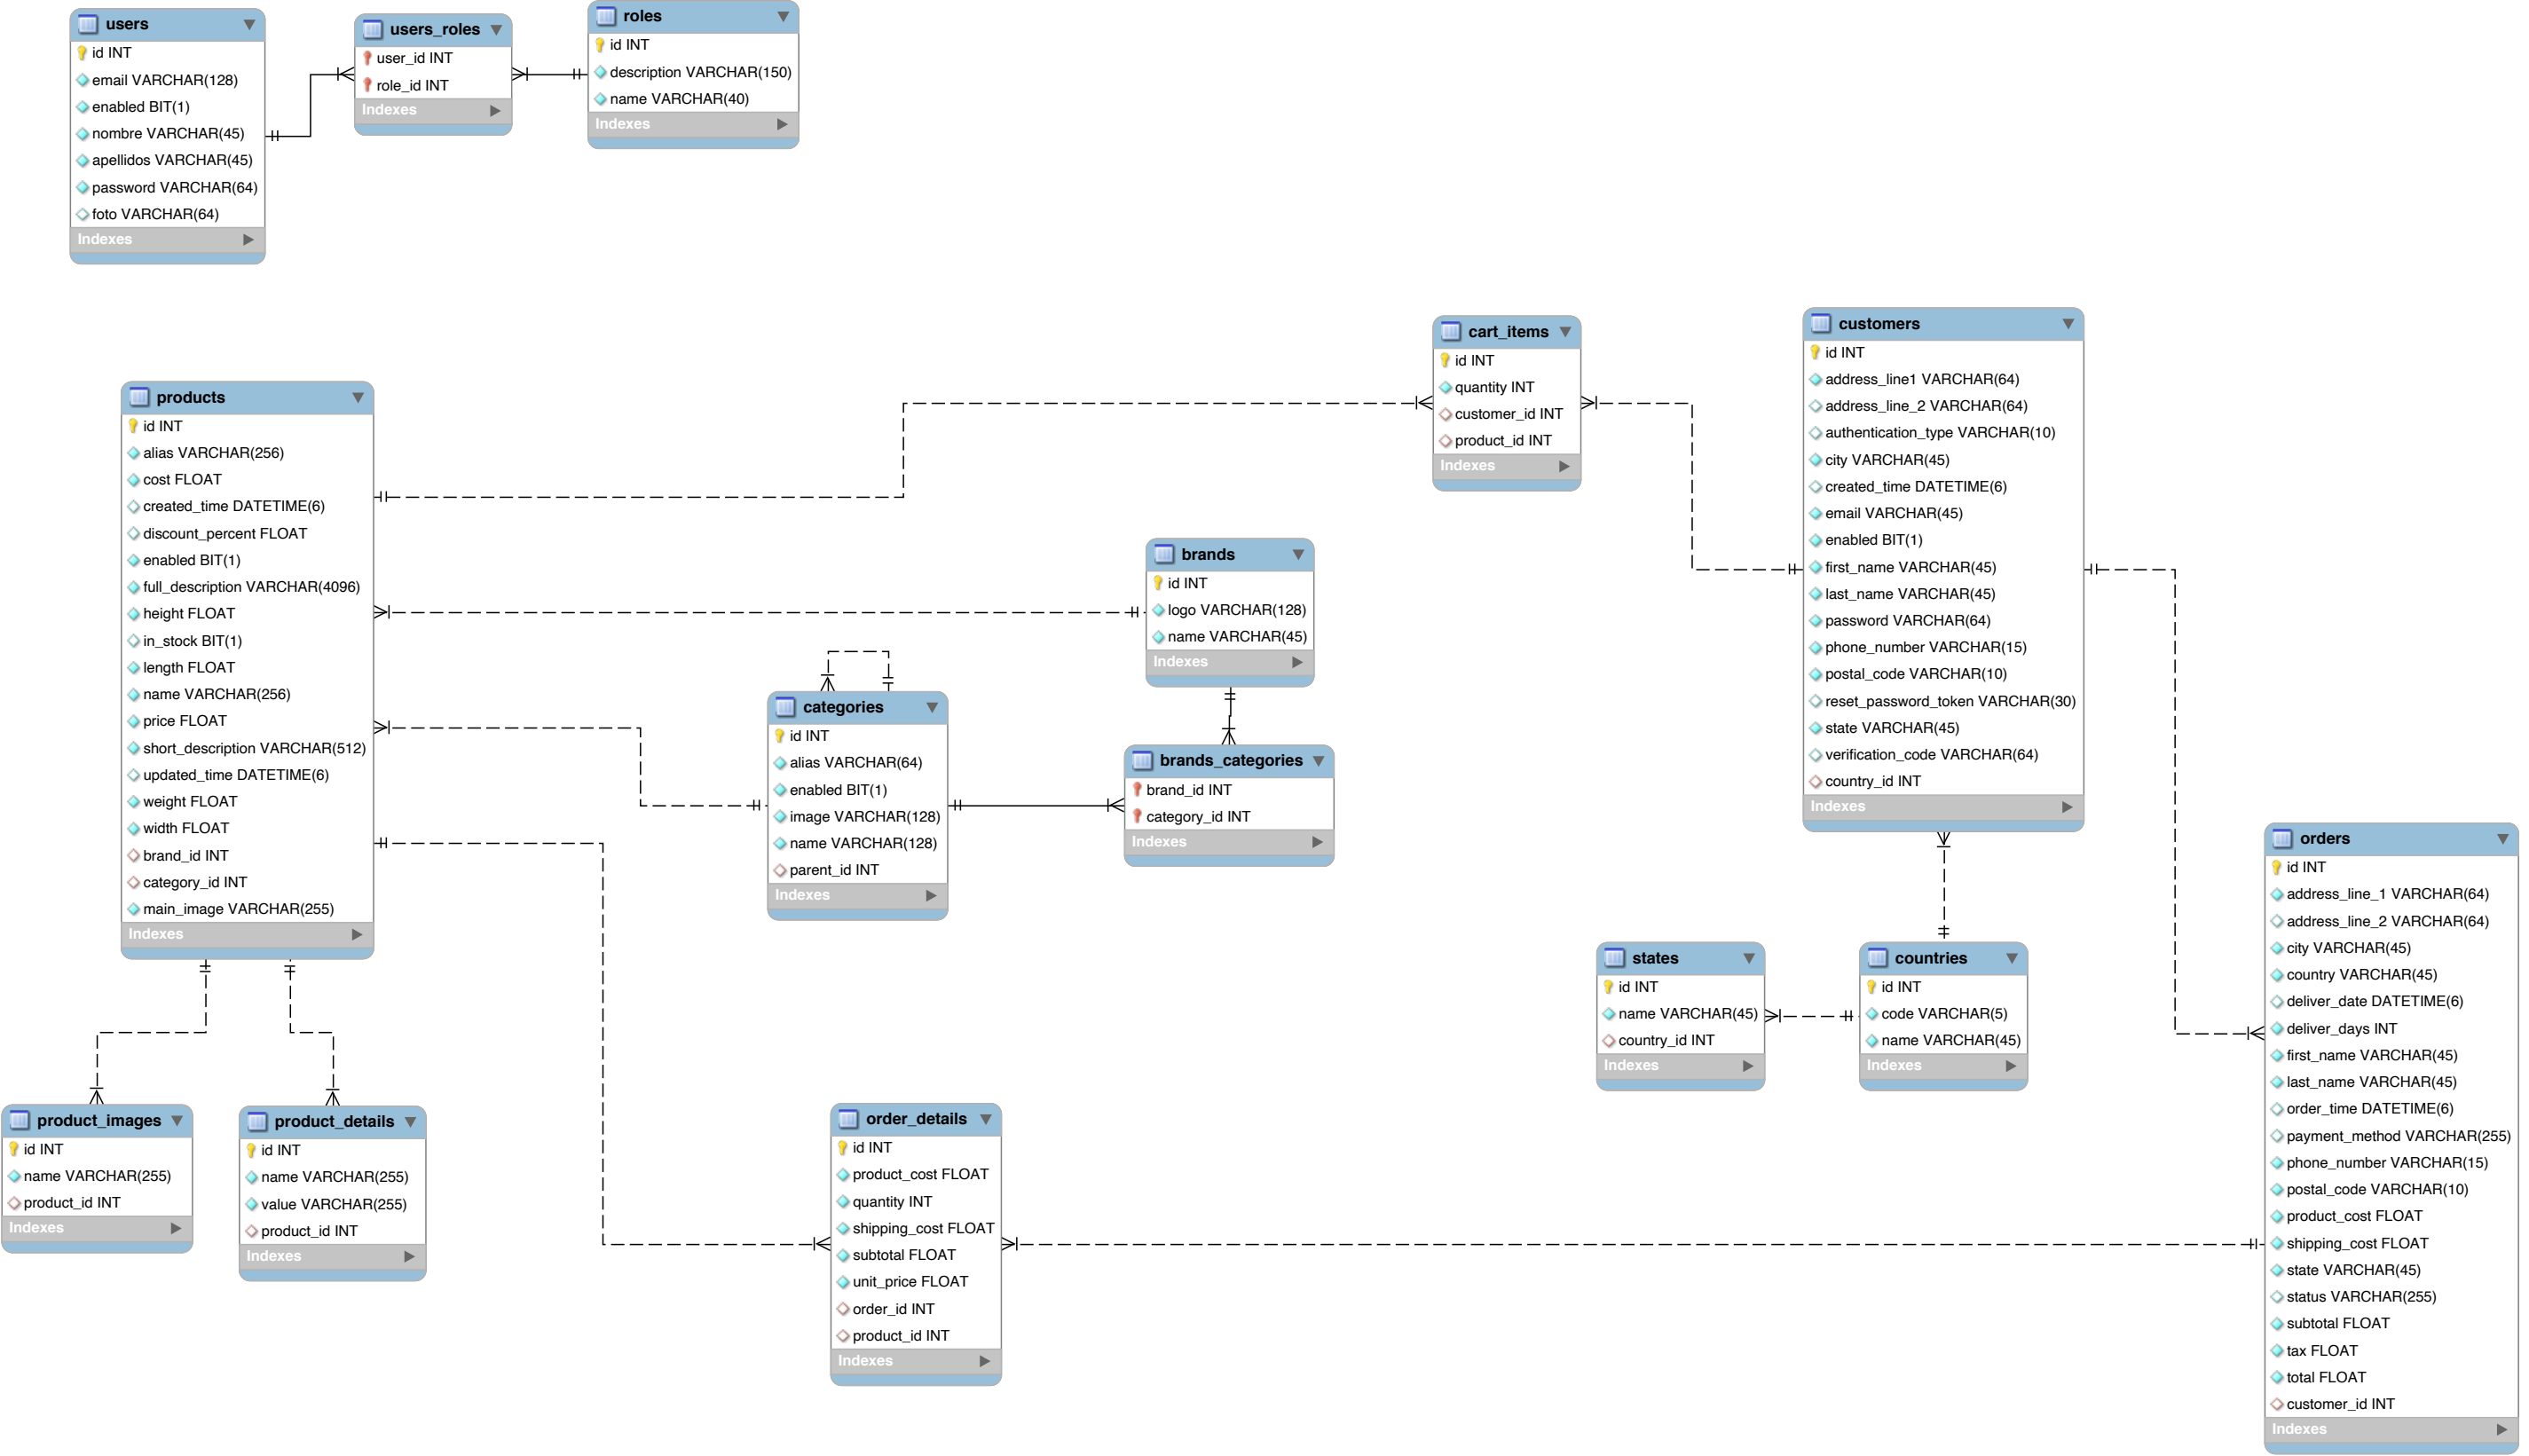 users
id INT
email VARCHAR(128)
enabled BIT(1)
nombre VARCHAR(45)
apellidos VARCHAR(45)
password VARCHAR(64)
foto VARCHAR(64)
Indexes
users_roles
user_id INT
role_id INT
Indexes
roles
id INT
description VARCHAR(150)
name VARCHAR(40)
Indexes
products
id INT
alias VARCHAR(256)
cost FLOAT
created_time DATETIME(6)
discount_percent FLOAT
enabled BIT(1)
full_description VARCHAR(4096)
height FLOAT
in_stock BIT(1)
length FLOAT
name VARCHAR(256)
price FLOAT
short_description VARCHAR(512)
updated_time DATETIME(6)
weight FLOAT
width FLOAT
brand_id INT
category_id INT
main_image VARCHAR(255)
Indexes
cart_items
id INT
quantity INT
customer_id INT
product_id INT
Indexes
customers
id INT
address_line1 VARCHAR(64)
address_line_2 VARCHAR(64)
authentication_type VARCHAR(10)
city VARCHAR(45)
created_time DATETIME(6)
email VARCHAR(45)
enabled BIT(1)
first_name VARCHAR(45)
last_name VARCHAR(45)
password VARCHAR(64)
phone_number VARCHAR(15)
postal_code VARCHAR(10)
reset_password_token VARCHAR(30)
state VARCHAR(45)
verification_code VARCHAR(64)
country_id INT
Indexes
brands
id INT
logo VARCHAR(128)
name VARCHAR(45)
Indexes
categories
id INT
alias VARCHAR(64)
enabled BIT(1)
image VARCHAR(128)
name VARCHAR(128)
parent_id INT
Indexes
brands_categories
brand_id INT
category_id INT
Indexes
orders
id INT
address_line_1 VARCHAR(64)
address_line_2 VARCHAR(64)
city VARCHAR(45)
country VARCHAR(45)
deliver_date DATETIME(6)
deliver_days INT
first_name VARCHAR(45)
last_name VARCHAR(45)
order_time DATETIME(6)
payment_method VARCHAR(255)
phone_number VARCHAR(15)
postal_code VARCHAR(10)
product_cost FLOAT
shipping_cost FLOAT
state VARCHAR(45)
status VARCHAR(255)
subtotal FLOAT
tax FLOAT
total FLOAT
customer_id INT
Indexes
states
id INT
name VARCHAR(45)
country_id INT
Indexes
countries
id INT
code VARCHAR(5)
name VARCHAR(45)
Indexes
product_images
id INT
name VARCHAR(255)
product_id INT
Indexes
product_details
id INT
name VARCHAR(255)
value VARCHAR(255)
product_id INT
Indexes
order_details
id INT
product_cost FLOAT
quantity INT
shipping_cost FLOAT
subtotal FLOAT
unit_price FLOAT
order_id INT
product_id INT
Indexes